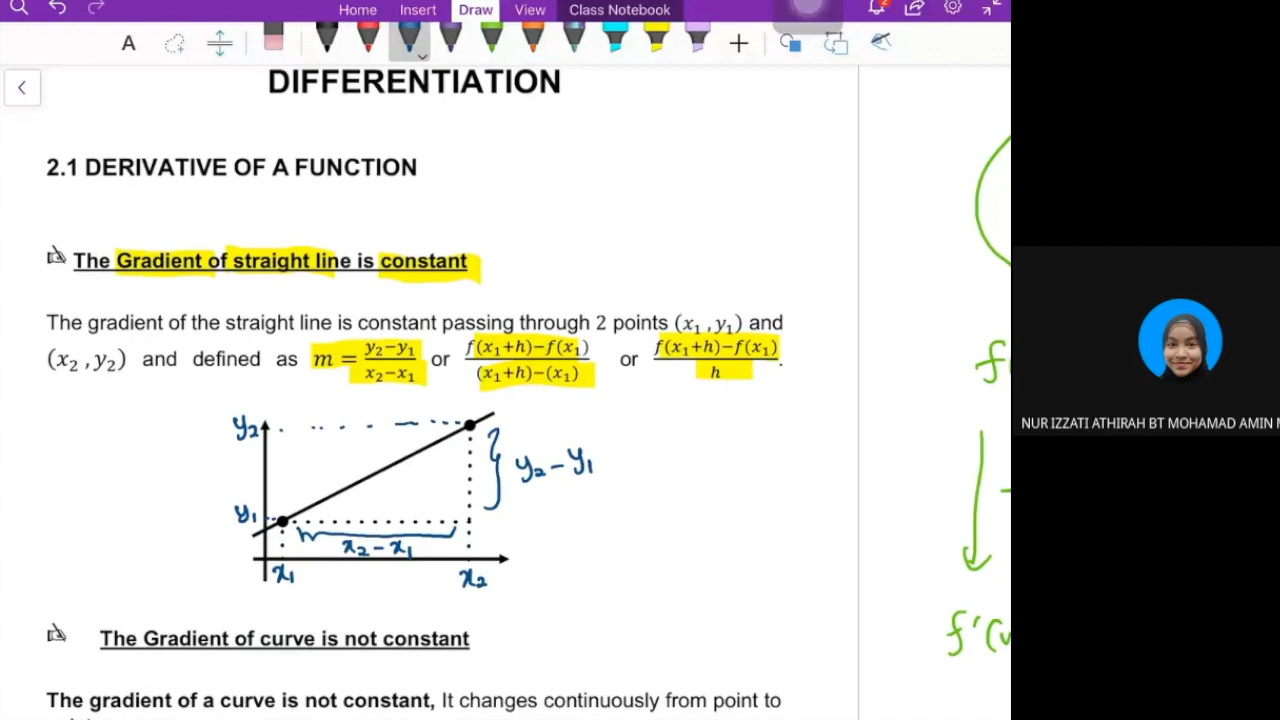 Home Insert Draw View Class Notebook
2
A
DIFFERENTIATION
2.1 DERIVATIVE OF A FUNCTION
The Gradient of straight line is constant
The gradient of the straight line is constant passing through 2 points (x₁ , y₁) and
(x₂ , y₂) and defined as m = (y₂−y₁)/(x₂−x₁) or (f(x₁+h)−f(x₁))/((x₁+h)−(x₁)) or (f(x₁+h)−f(x₁))/h .
y₂
y₂ − y₁
y₁
x₂ − x₁
x₁
x₂
The Gradient of curve is not constant
The gradient of a curve is not constant, It changes continuously from point to
NUR IZZATI ATHIRAH BT MOHAMAD AMIN
f
f'(